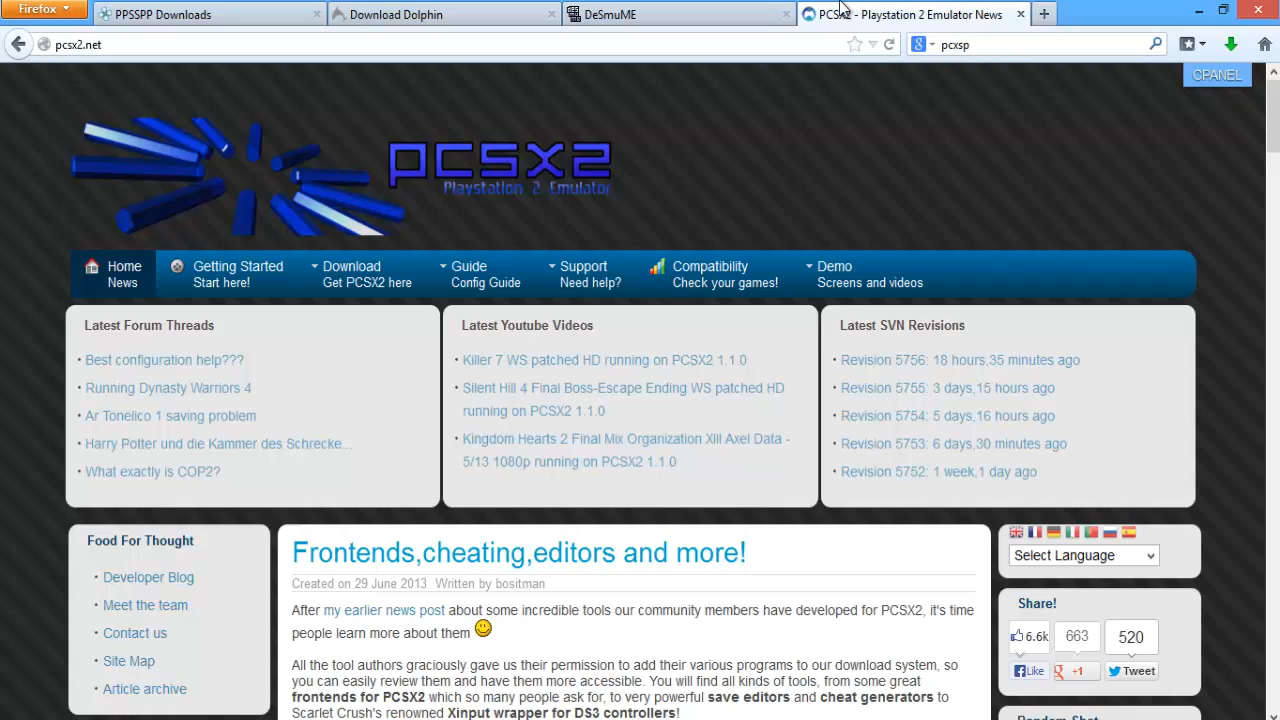 Firefox
PPSSPP Downloads
Download Dolphin
DeSmuME
PCSX2 - Playstation 2 Emulator News
pcsx2.net
pcxsp
CPANEL
PCSX2
Playstation 2 Emulator
Home
News
Getting Started
Start here!
Download
Get PCSX2 here
Guide
Config Guide
Support
Need help?
Compatibility
Check your games!
Demo
Screens and videos
Latest Forum Threads
Best configuration help???
Running Dynasty Warriors 4
Ar Tonelico 1 saving problem
Harry Potter und die Kammer des Schrecke...
What exactly is COP2?
Latest Youtube Videos
Killer 7 WS patched HD running on PCSX2 1.1.0
Silent Hill 4 Final Boss-Escape Ending WS patched HD
running on PCSX2 1.1.0
Kingdom Hearts 2 Final Mix Organization XIII Axel Data -
5/13 1080p running on PCSX2 1.1.0
Latest SVN Revisions
Revision 5756: 18 hours,35 minutes ago
Revision 5755: 3 days,15 hours ago
Revision 5754: 5 days,16 hours ago
Revision 5753: 6 days,30 minutes ago
Revision 5752: 1 week,1 day ago
Food For Thought
Developer Blog
Meet the team
Contact us
Site Map
Article archive
Frontends,cheating,editors and more!
Created on 29 June 2013 Written by bositman
After my earlier news post about some incredible tools our community members have developed for PCSX2, it's time
people learn more about them
All the tool authors graciously gave us their permission to add their various programs to our download system, so
you can easily review then and have them more accessible. You will find all kinds of tools, from some great
frontends for PCSX2 which so many people ask for, to very powerful save editors and cheat generators to
Scarlet Crush's renowned Xinput wrapper for DS3 controllers!
Select Language
Share!
6.6k
663
520
Like
+1
Tweet